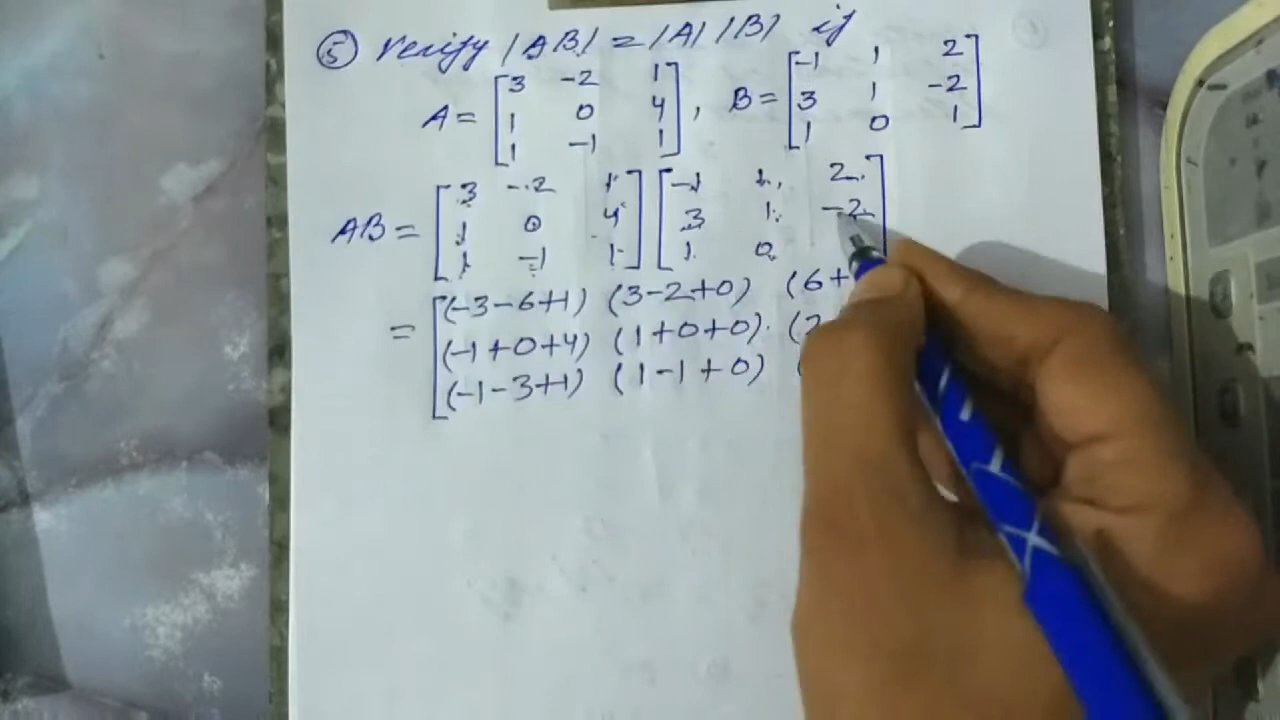 ⑤ Verify |AB| = |A| |B| if
A = [3 -2 1], B = [-1 1 2]
1 0 4 3 1 -2
1 -1 1 1 0 1
AB = [3 -2 1] [-1 1 2]
1 0 4 3 1 -2
1 -1 1 1 0
= [(-3-6+1) (3-2+0) (6+
(-1+0+4) (1+0+0) (2
(-1-3+1) (1-1+0) (